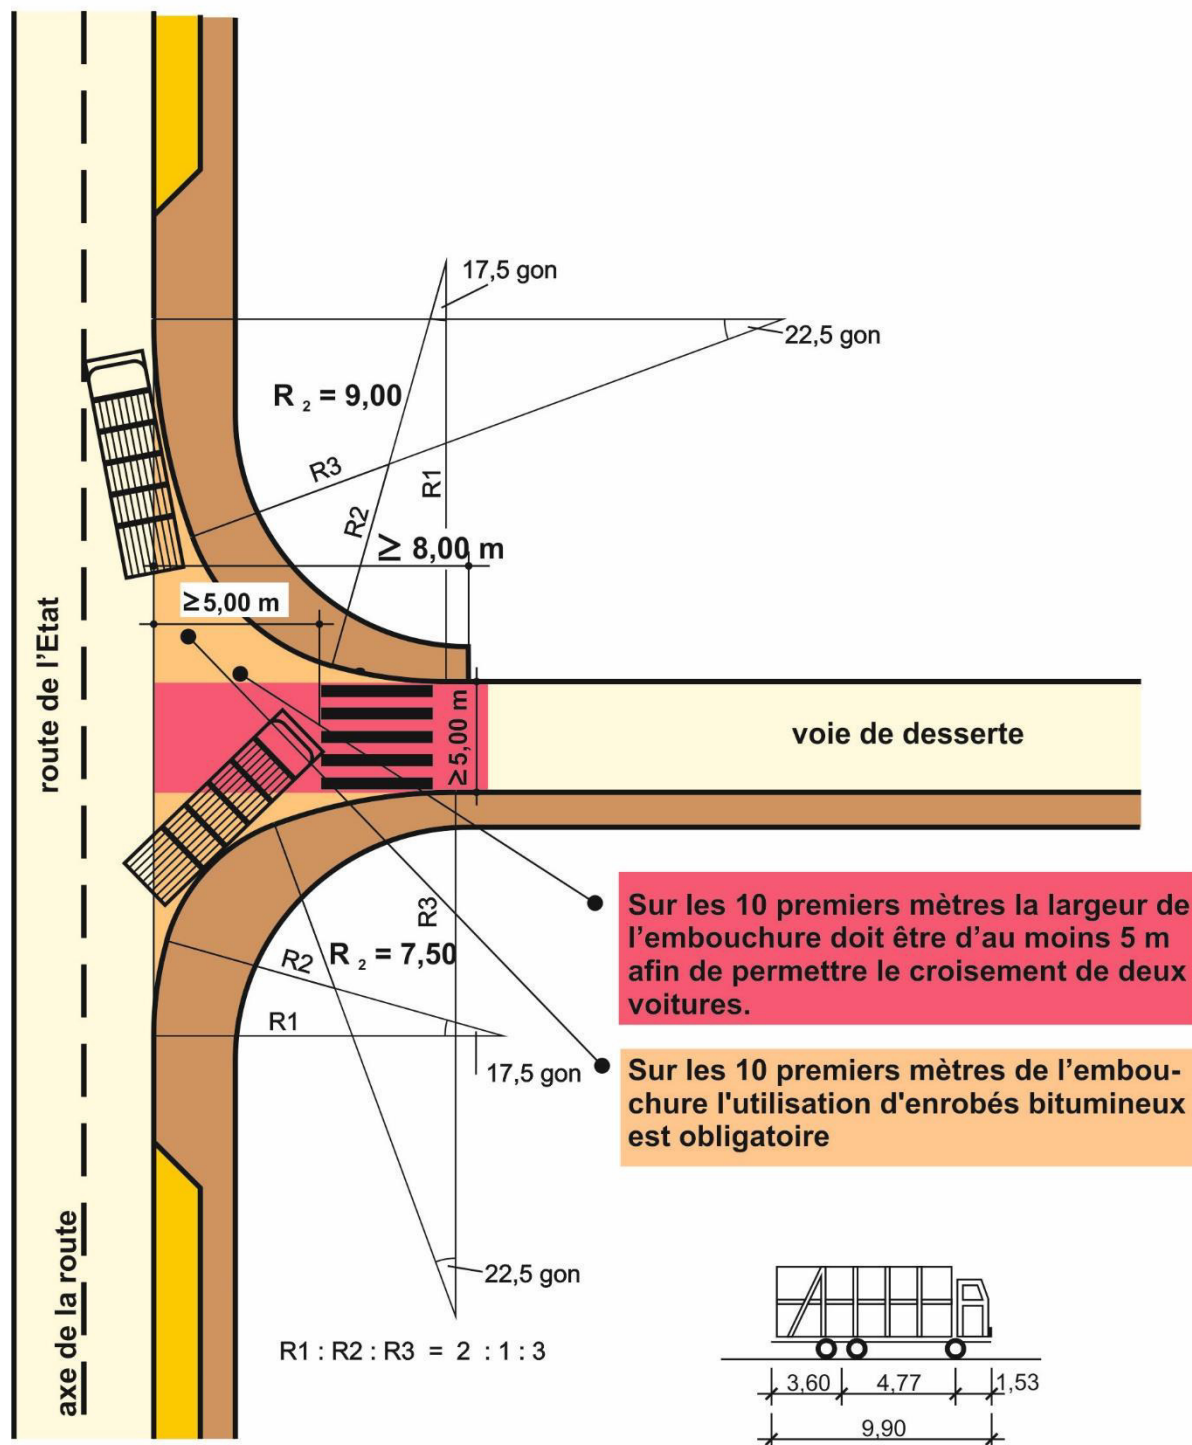 17,5 gon
22,5 gon
R 2 = 9,00
R3
R1
R2
≥ 8,00 m
≥5,00 m
route de l'Etat
≥5,00 m
voie de desserte
Sur les 10 premiers mètres la largeur de
l'embouchure doit être d'au moins 5 m
afin de permettre le croisement de deux
voitures.
R3
R 2 = 7,50
R2
R1
17,5 gon
Sur les 10 premiers mètres de l'embou-
chure l'utilisation d'enrobés bitumineux
est obligatoire
axe de la route
22,5 gon
R1 : R2 : R3 = 2 : 1 : 3
3,60
4,77
1,53
9,90